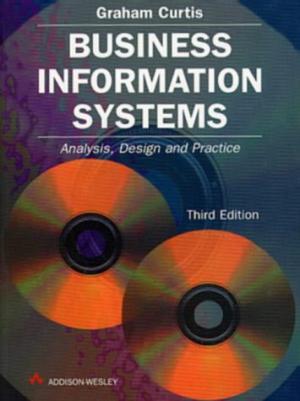 Graham Curtis
BUSINESS
INFORMATION
SYSTEMS
Analysis, Design and Practice
Third Edition
ADDISON-WESLEY